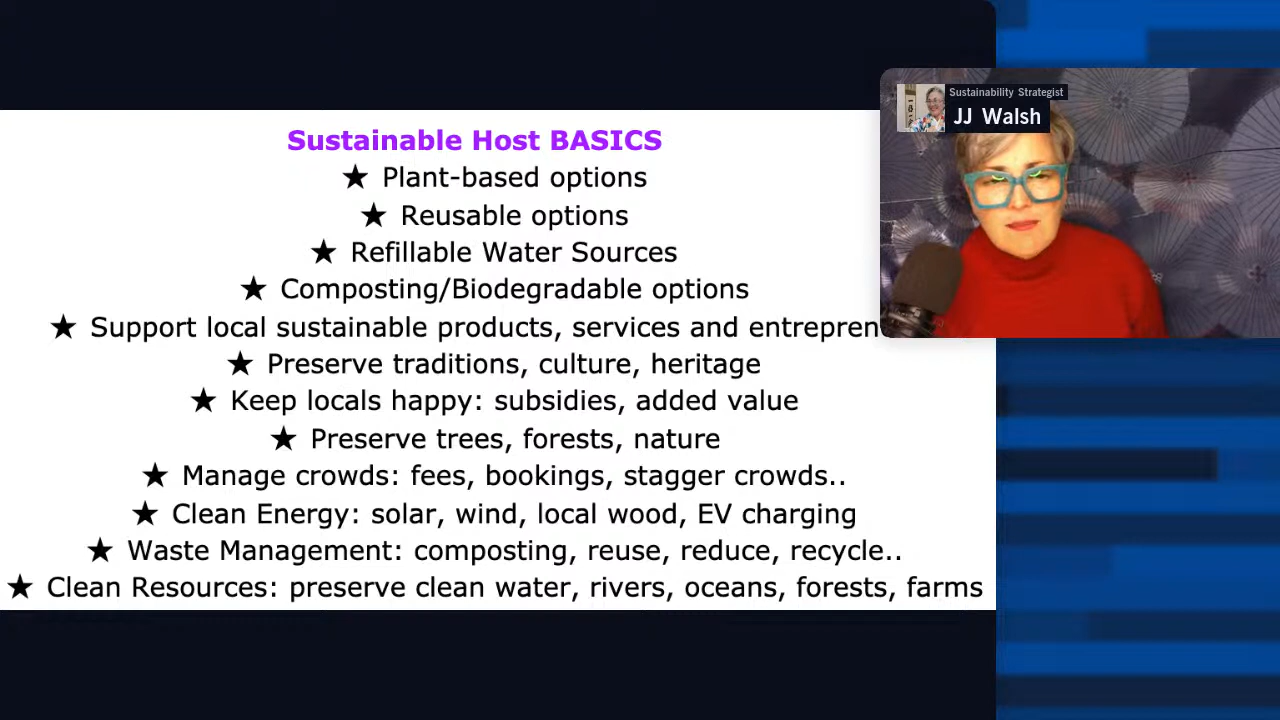 Sustainable Host BASICS
★ Plant-based options
★ Reusable options
★ Refillable Water Sources
★ Composting/Biodegradable options
★ Support local sustainable products, services and entrepren
★ Preserve traditions, culture, heritage
★ Keep locals happy: subsidies, added value
★ Preserve trees, forests, nature
★ Manage crowds: fees, bookings, stagger crowds..
★ Clean Energy: solar, wind, local wood, EV charging
★ Waste Management: composting, reuse, reduce, recycle..
★ Clean Resources: preserve clean water, rivers, oceans, forests, farms
Sustainability Strategist
JJ Walsh